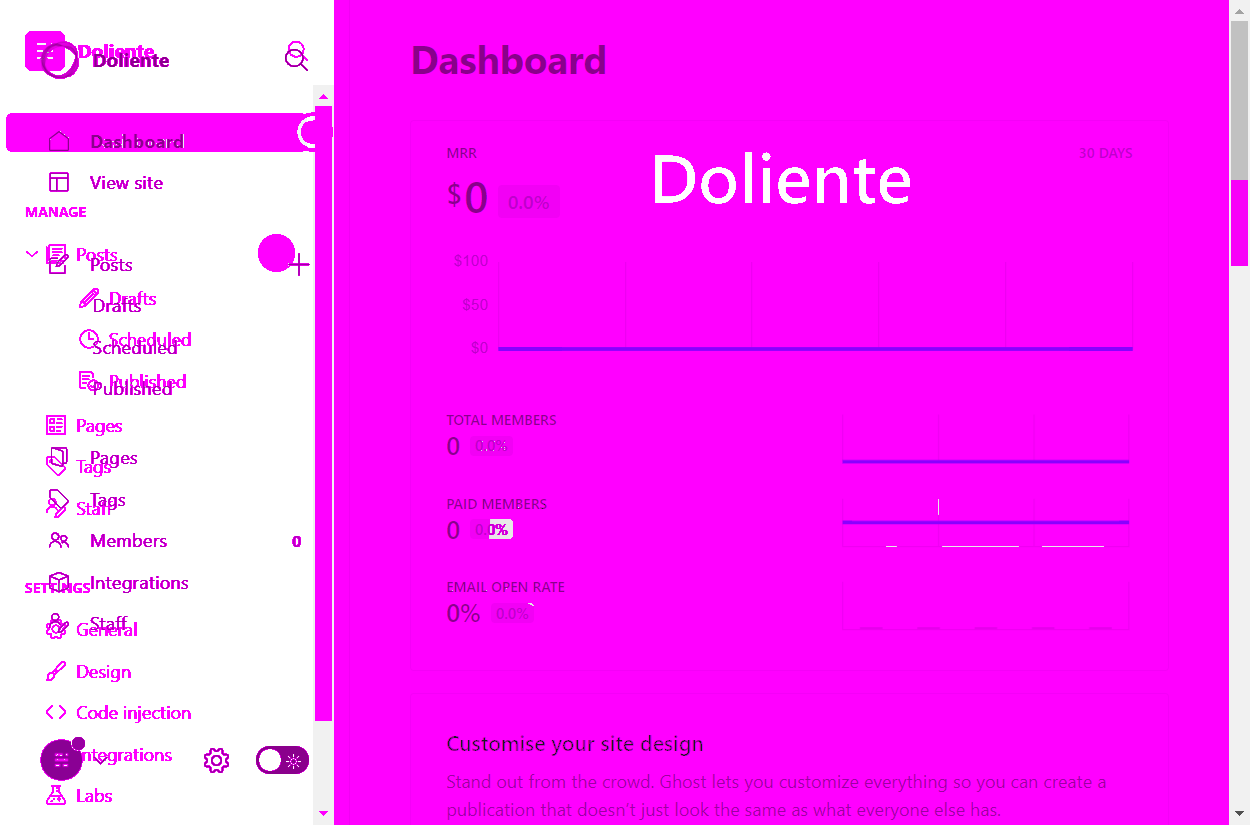 Doliente
Doliente
Dashboard
View site
MANAGE
Posts
Posts
Drafts
Drafts
Scheduled
Scheduled
Published
Published
Pages
Pages
Tags
Tags
Staff
Members 0
Integrations
SETTINGS
Staff
General
Design
Code injection
Integrations
Labs
Dashboard
MRR
30 DAYS
Doliente
$0 0.0%
$100
$50
$0
TOTAL MEMBERS
0 0.0%
PAID MEMBERS
0 0.0%
EMAIL OPEN RATE
0% 0.0%
Customise your site design
Stand out from the crowd. Ghost lets you customize everything so you can create a
publication that doesn't just look the same as what everyone else has.